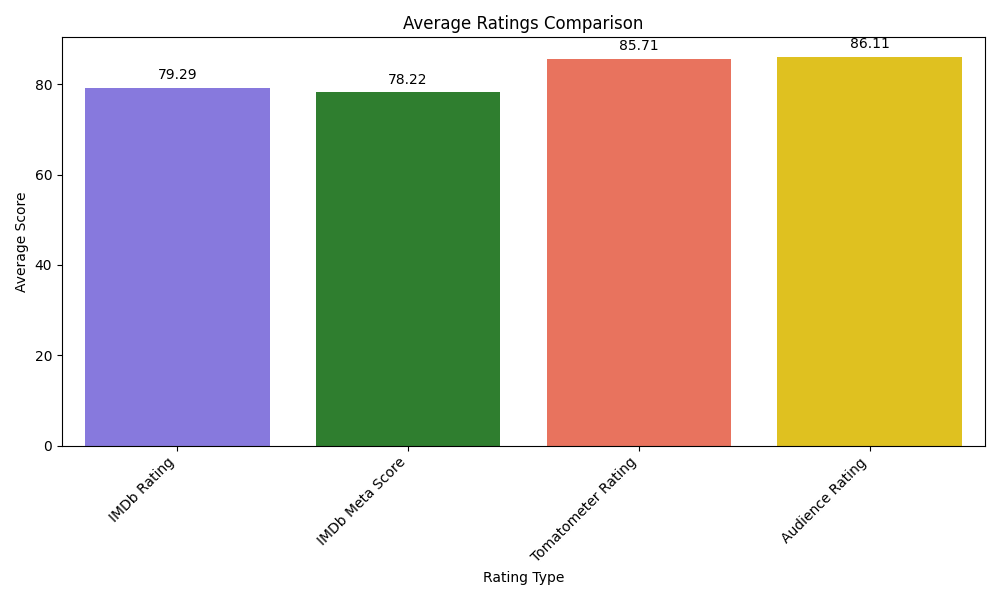 Average Ratings Comparison
79.29
78.22
85.71
86.11
Average Score
80
60
40
20
0
IMDb Rating
IMDb Meta Score
Tomatometer Rating
Audience Rating
Rating Type